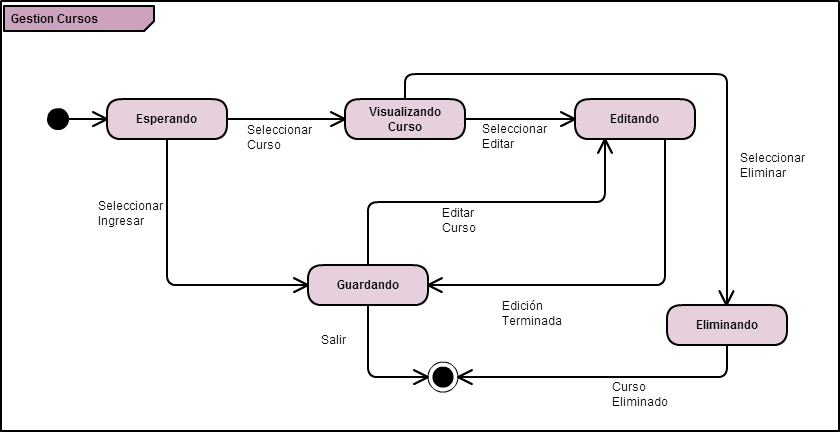 Gestion Cursos
Esperando
Seleccionar
Curso
Visualizando
Curso
Seleccionar
Editar
Editando
Seleccionar
Eliminar
Seleccionar
Ingresar
Editar
Curso
Guardando
Edición
Terminada
Eliminando
Salir
Curso
Eliminado